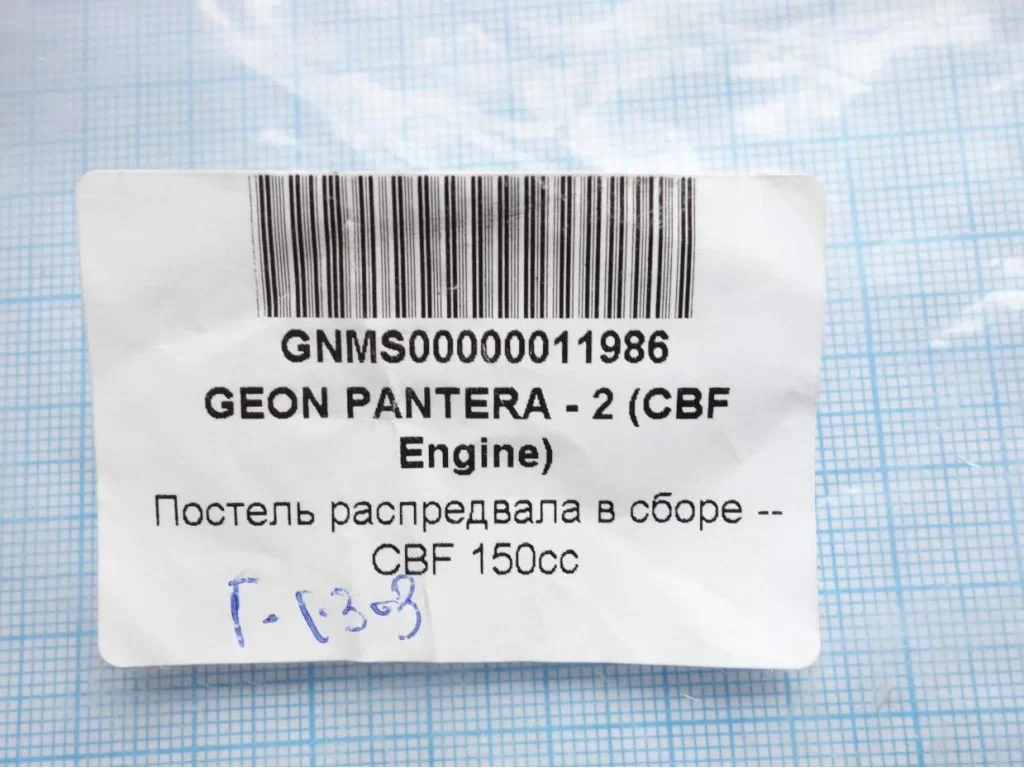 GNMS00000011986
GEON PANTERA - 2 (CBF
Engine)
Постель распредвала в сборе --
CBF 150cc